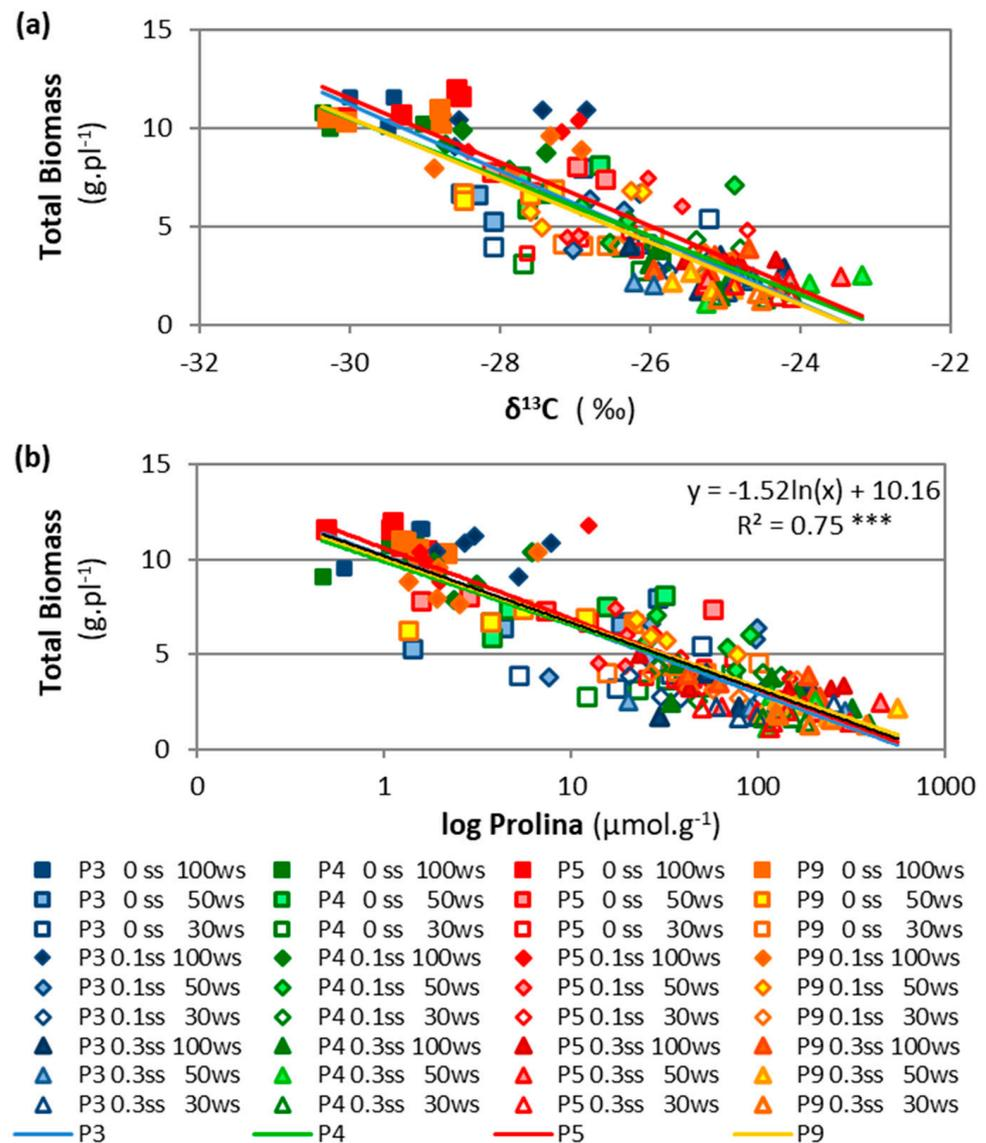 (a)
Total Biomass
(g.pl⁻¹)
15
10
5
0
-32 -30 -28 -26 -24 -22
δ¹³C ( ‰)
(b)
Total Biomass
(g.pl⁻¹)
15
10
5
0
y = -1.52ln(x) + 10.16
R² = 0.75 ***
0 1 10 100 1000
log Prolina (µmol.g⁻¹)
P3 0 ss 100ws P4 0 ss 100ws P5 0 ss 100ws P9 0 ss 100ws
P3 0 ss 50ws P4 0 ss 50ws P5 0 ss 50ws P9 0 ss 50ws
P3 0 ss 30ws P4 0 ss 30ws P5 0 ss 30ws P9 0 ss 30ws
P3 0.1ss 100ws P4 0.1ss 100ws P5 0.1ss 100ws P9 0.1ss 100ws
P3 0.1ss 50ws P4 0.1ss 50ws P5 0.1ss 50ws P9 0.1ss 50ws
P3 0.1ss 30ws P4 0.1ss 30ws P5 0.1ss 30ws P9 0.1ss 30ws
P3 0.3ss 100ws P4 0.3ss 100ws P5 0.3ss 100ws P9 0.3ss 100ws
P3 0.3ss 50ws P4 0.3ss 50ws P5 0.3ss 50ws P9 0.3ss 50ws
P3 0.3ss 30ws P4 0.3ss 30ws P5 0.3ss 30ws P9 0.3ss 30ws
P3 P4 P5 P9